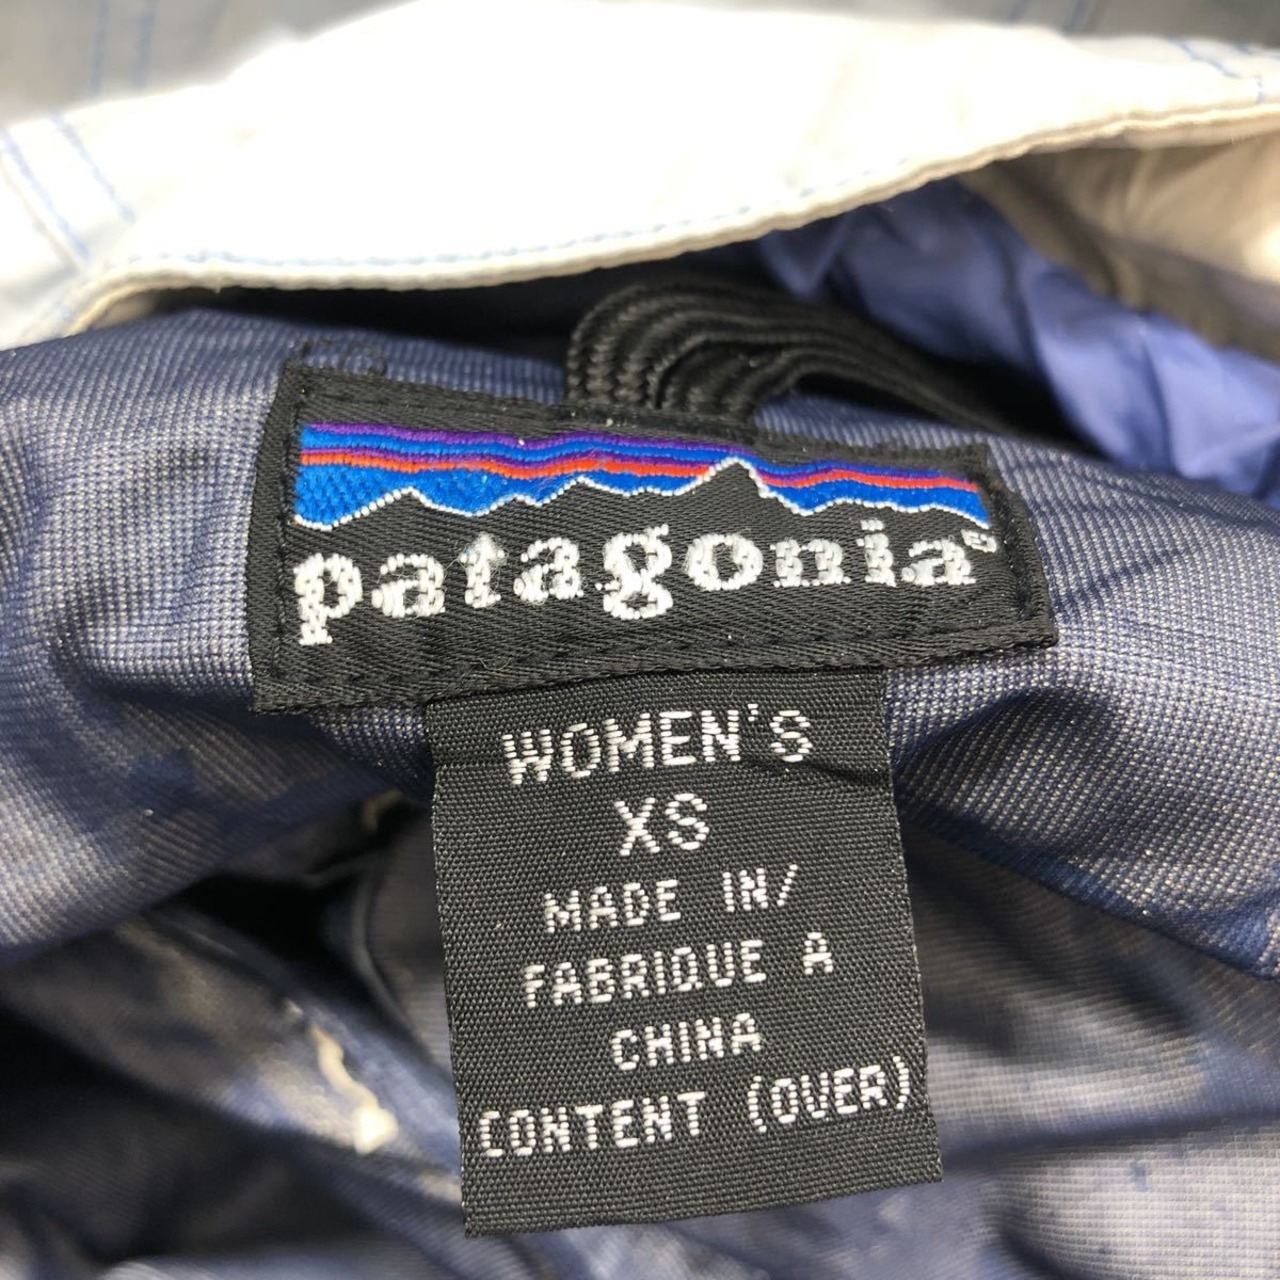 patagonia®
WOMEN'S
XS
MADE IN/
FABRIQUE A
CHINA
CONTENT (OVER)